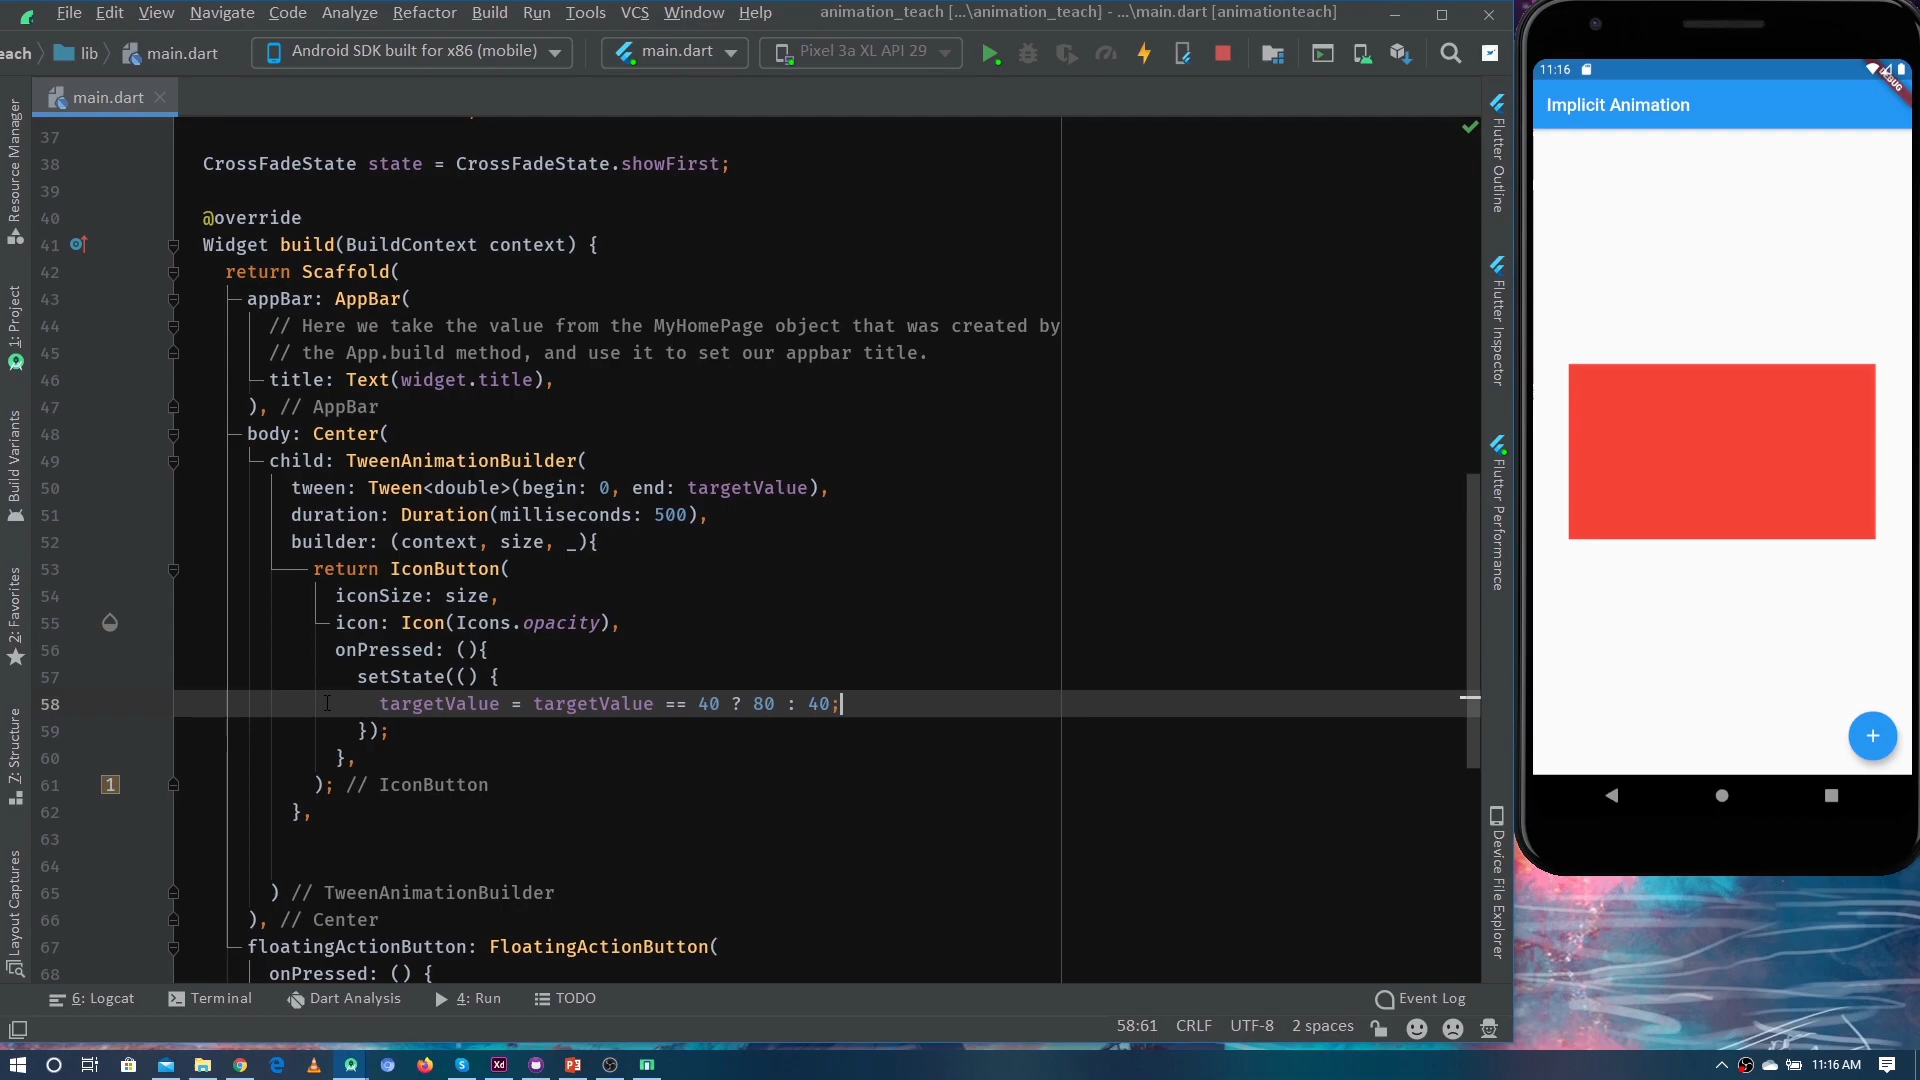 File Edit View Navigate Code Analyze Refactor Build Run Tools VCS Window Help animation_teach [...\animation_teach] - ...\main.dart [animationteach]
each lib main.dart Android SDK built for x86 (mobile) main.dart Pixel 3a XL API 29
main.dart
37
38 CrossFadeState state = CrossFadeState.showFirst;
39
40 @override
41 Widget build(BuildContext context) {
42 return Scaffold(
43 appBar: AppBar(
44 // Here we take the value from the MyHomePage object that was created by
45 // the App.build method, and use it to set our appbar title.
46 title: Text(widget.title),
47 ), // AppBar
48 body: Center(
49 child: TweenAnimationBuilder(
50 tween: Tween<double>(begin: 0, end: targetValue),
51 duration: Duration(milliseconds: 500),
52 builder: (context, size, _){
53 return IconButton(
54 iconSize: size,
55 icon: Icon(Icons.opacity),
56 onPressed: (){
57 setState(() {
58 targetValue = targetValue == 40 ? 80 : 40;
59 });
60 },
61 1 ); // IconButton
62 },
63
64
65 ) // TweenAnimationBuilder
66 ), // Center
67 floatingActionButton: FloatingActionButton(
68 onPressed: () {
Resource Manager
1: Project
Build Variants
2: Favorites
7: Structure
Layout Captures
Flutter Outline
Flutter Inspector
Flutter Performance
Device File Explorer
6: Logcat Terminal Dart Analysis 4: Run TODO Event Log
58:61 CRLF UTF-8 2 spaces
11:16
DEBUG
Implicit Animation
+
11:16 AM